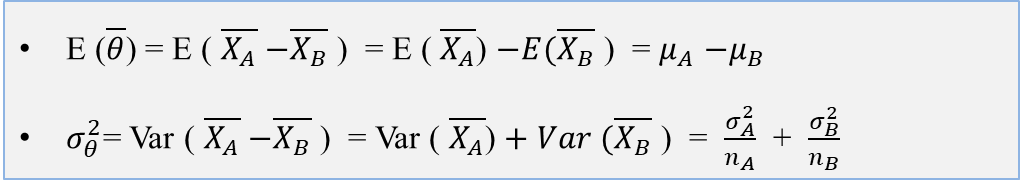 • E (θ̅) = E ( X̅_A − X̅_B ) = E ( X̅_A) − E(X̅_B ) = μ_A − μ_B
• σ_θ̅^2= Var ( X̅_A − X̅_B ) = Var ( X̅_A) + Var (X̅_B ) = σ_A^2/n_A + σ_B^2/n_B